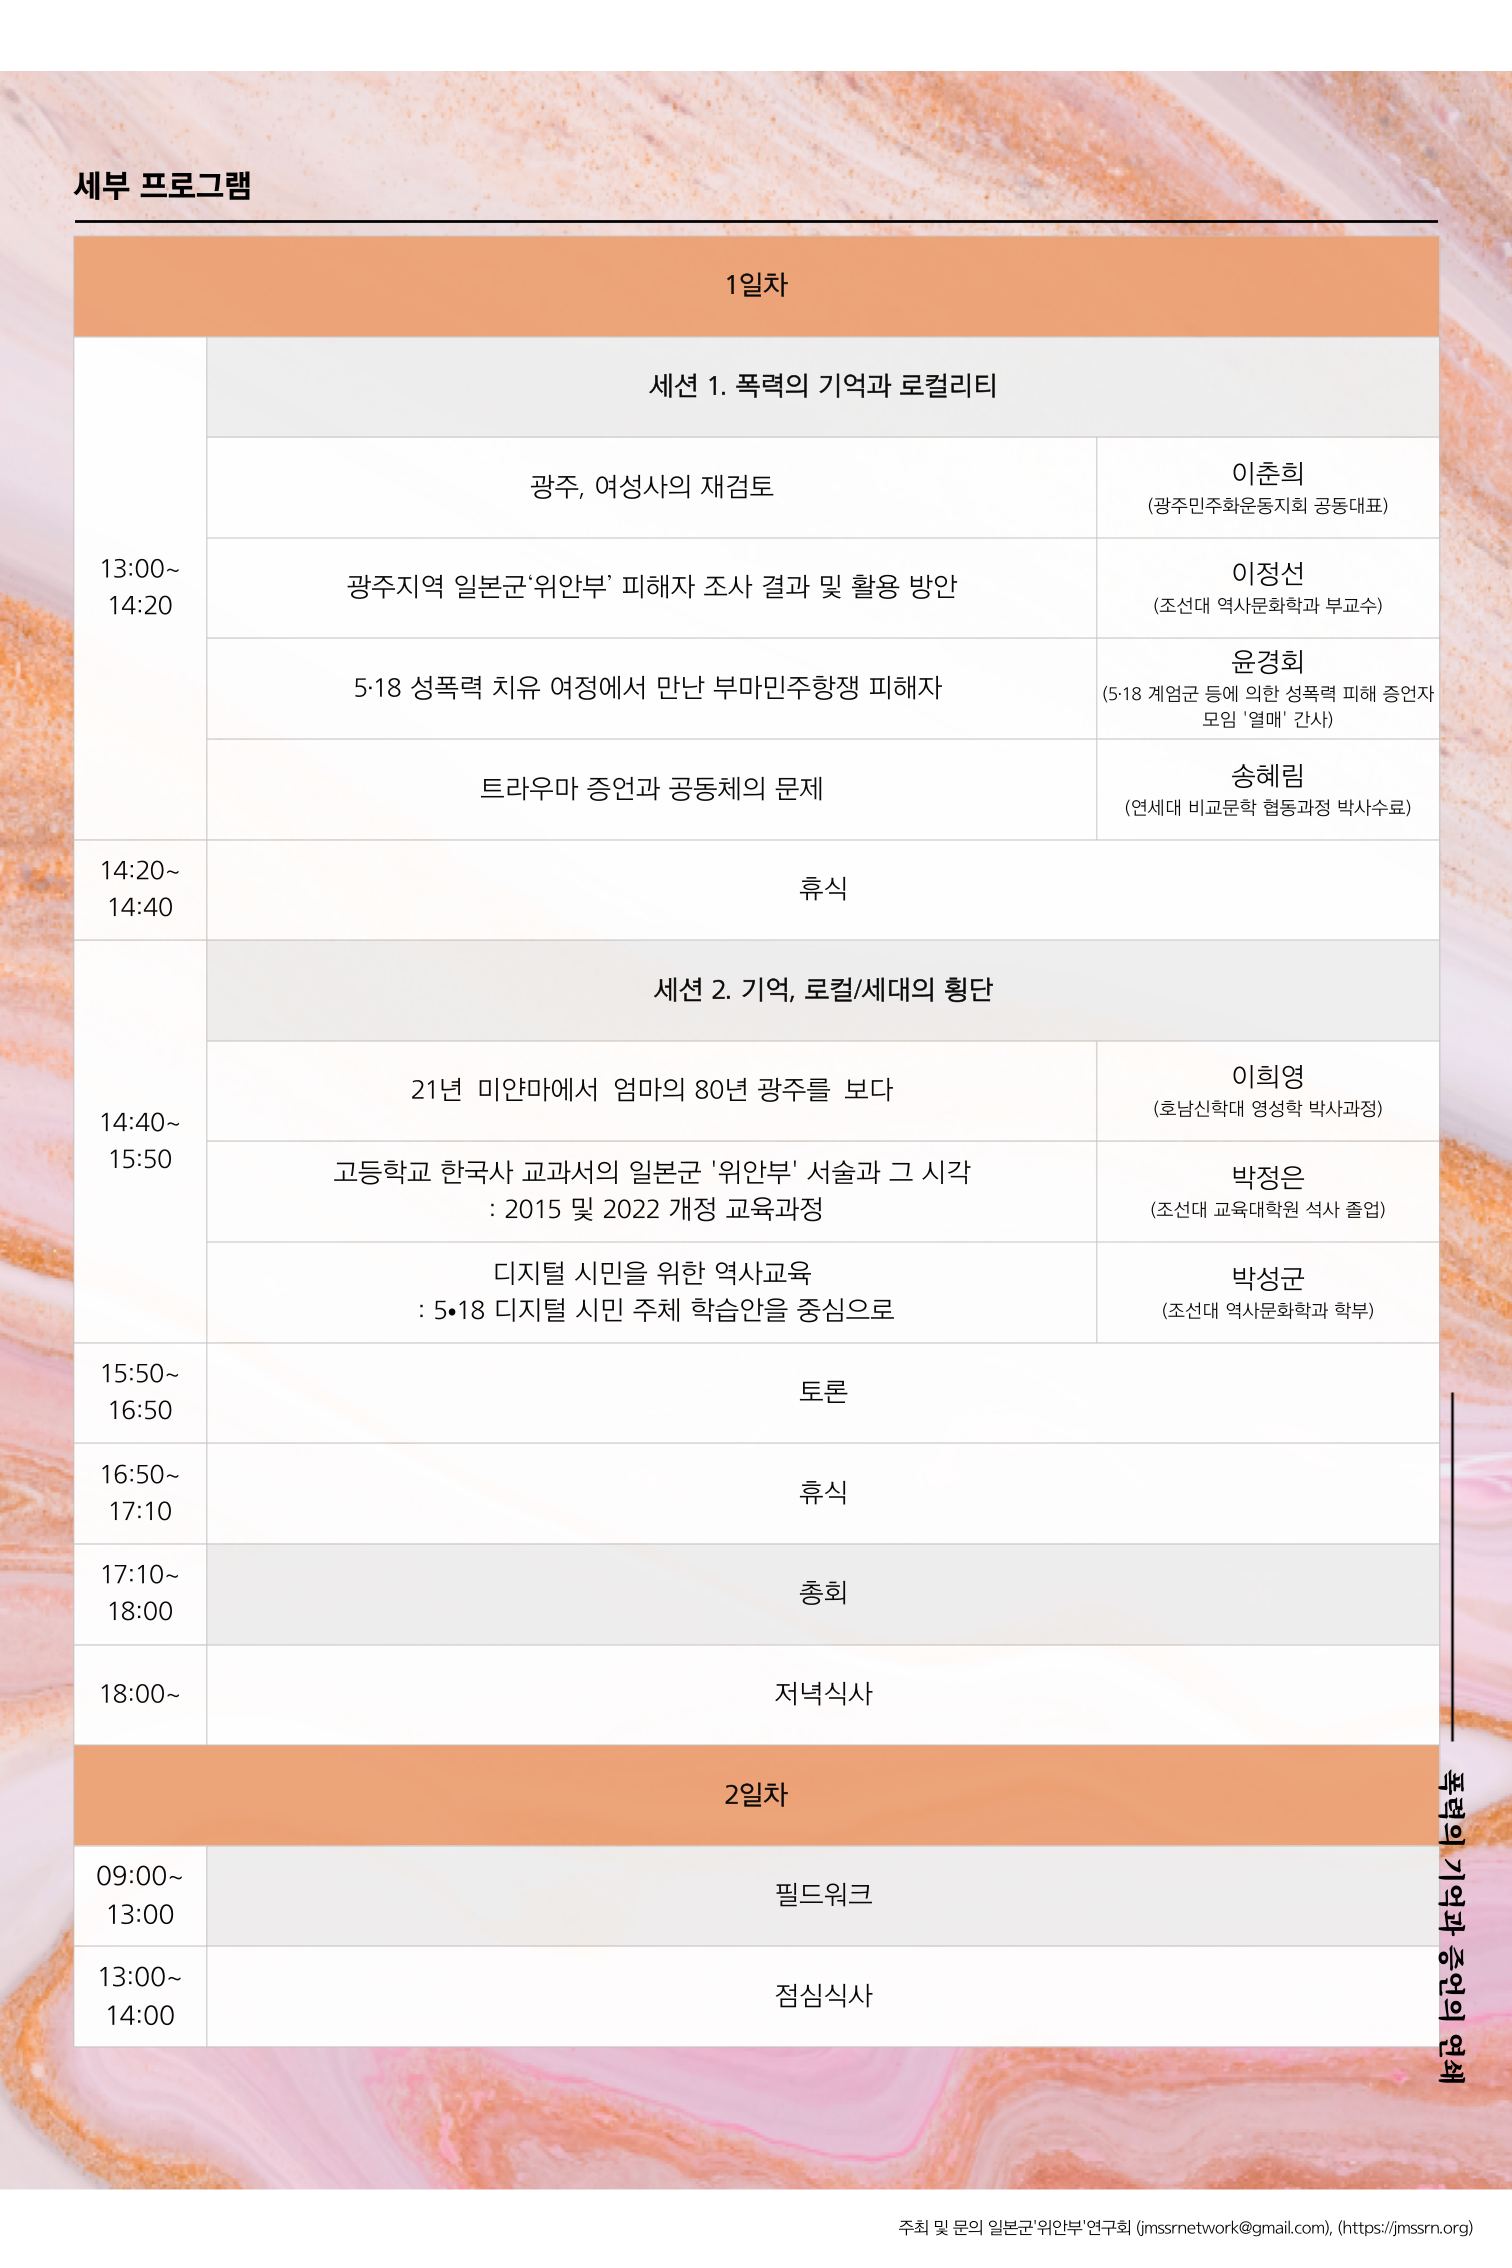 세부 프로그램
1일차
13:00~
14:20
세션 1. 폭력의 기억과 로컬리티
광주, 여성사의 재검토
이춘희
(광주민주화운동지회 공동대표)
광주지역 일본군‘위안부’ 피해자 조사 결과 및 활용 방안
이정선
(조선대 역사문화학과 부교수)
5·18 성폭력 치유 여정에서 만난 부마민주항쟁 피해자
윤경회
(5·18 계엄군 등에 의한 성폭력 피해 증언자
모임 '열매' 간사)
트라우마 증언과 공동체의 문제
송혜림
(연세대 비교문학 협동과정 박사수료)
14:20~
14:40
휴식
14:40~
15:50
세션 2. 기억, 로컬/세대의 횡단
21년 미얀마에서 엄마의 80년 광주를 보다
이희영
(호남신학대 영성학 박사과정)
고등학교 한국사 교과서의 일본군 '위안부' 서술과 그 시각
: 2015 및 2022 개정 교육과정
박정은
(조선대 교육대학원 석사 졸업)
디지털 시민을 위한 역사교육
: 5•18 디지털 시민 주체 학습안을 중심으로
박성군
(조선대 역사문화학과 학부)
15:50~
16:50
토론
16:50~
17:10
휴식
17:10~
18:00
총회
18:00~
저녁식사
2일차
09:00~
13:00
필드워크
13:00~
14:00
점심식사
폭력의 기억과 증언의 연쇄
주최 및 문의 일본군'위안부'연구회 (jmssrnetwork@gmail.com), (https://jmssrn.org)